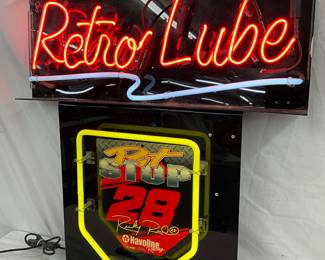 Retro Lube
Pit
STOP
28
Havoline